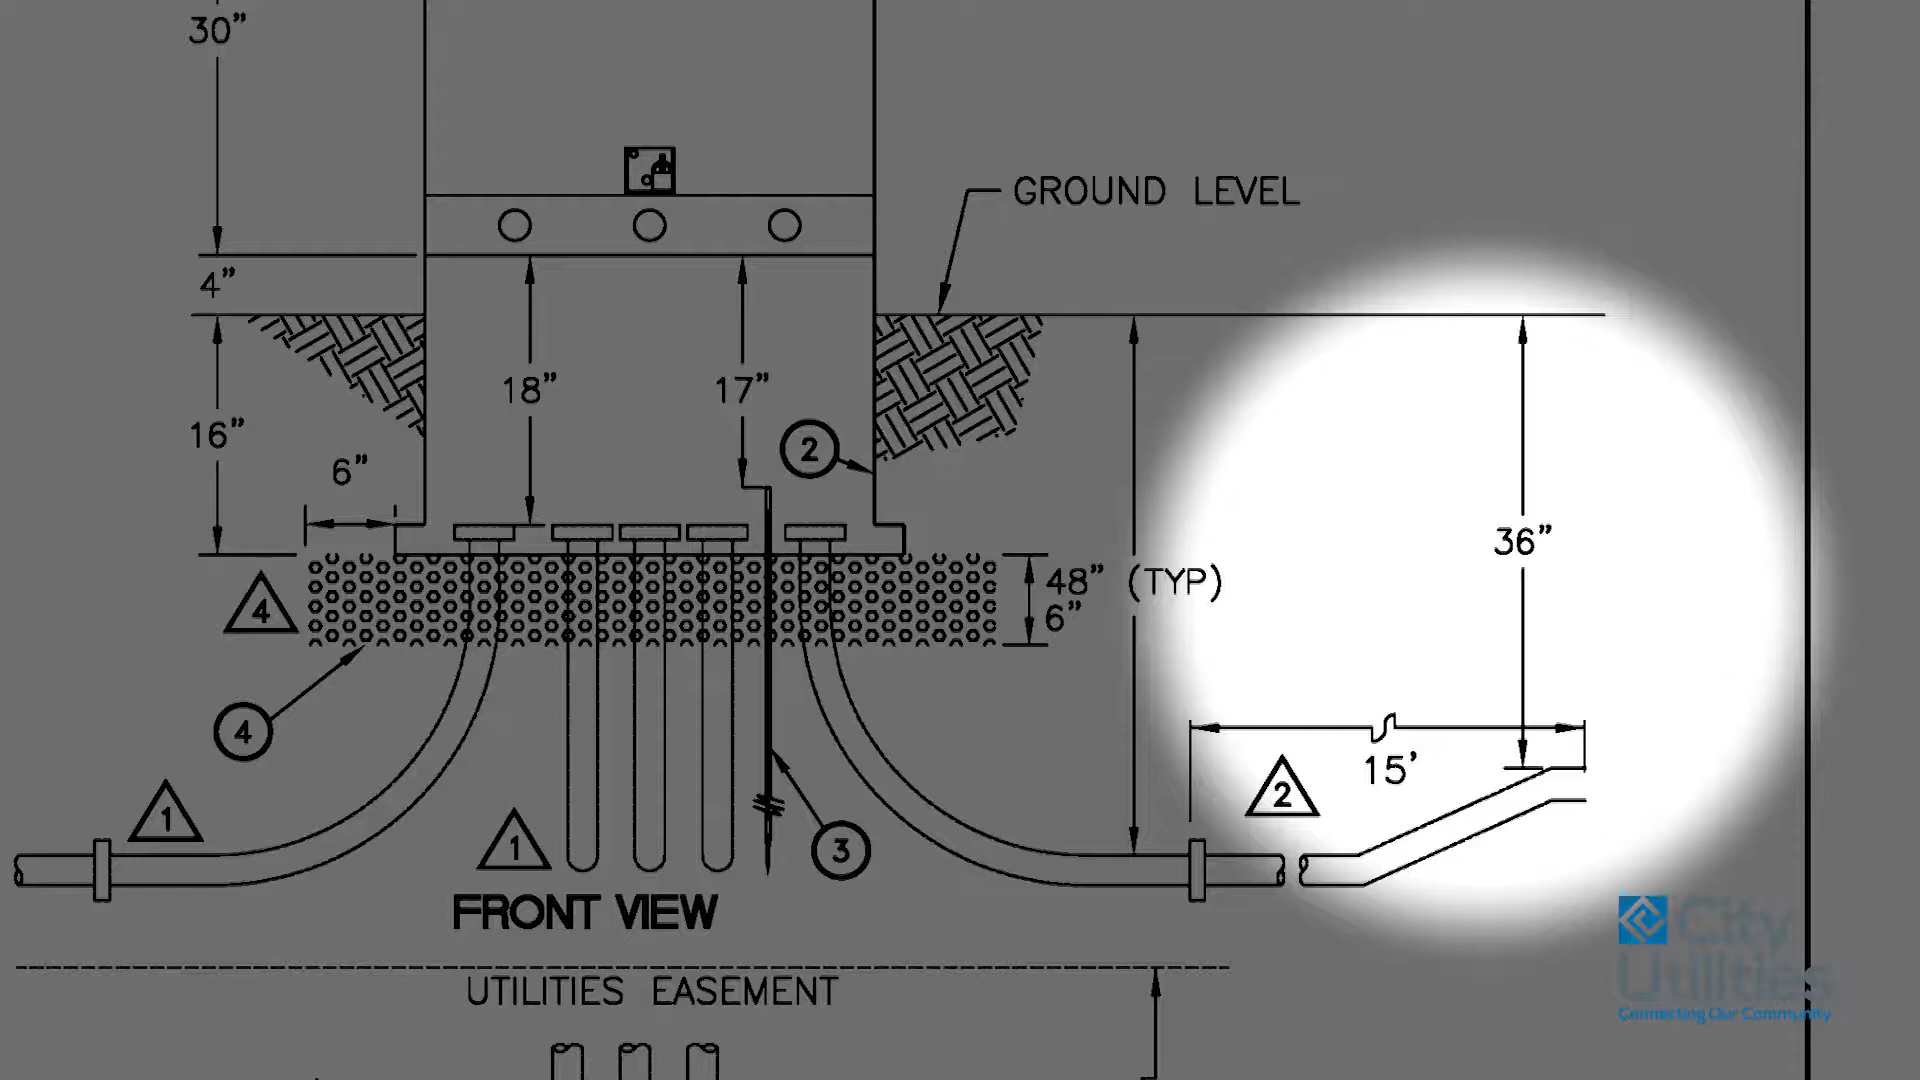 30”
GROUND LEVEL
4”
18”
17”
16”
2
6”
36”
48” (TYP)
6”
4
4
15’
2
1
1
3
FRONT VIEW
City
Utilities
Connecting Our Community
UTILITIES EASEMENT